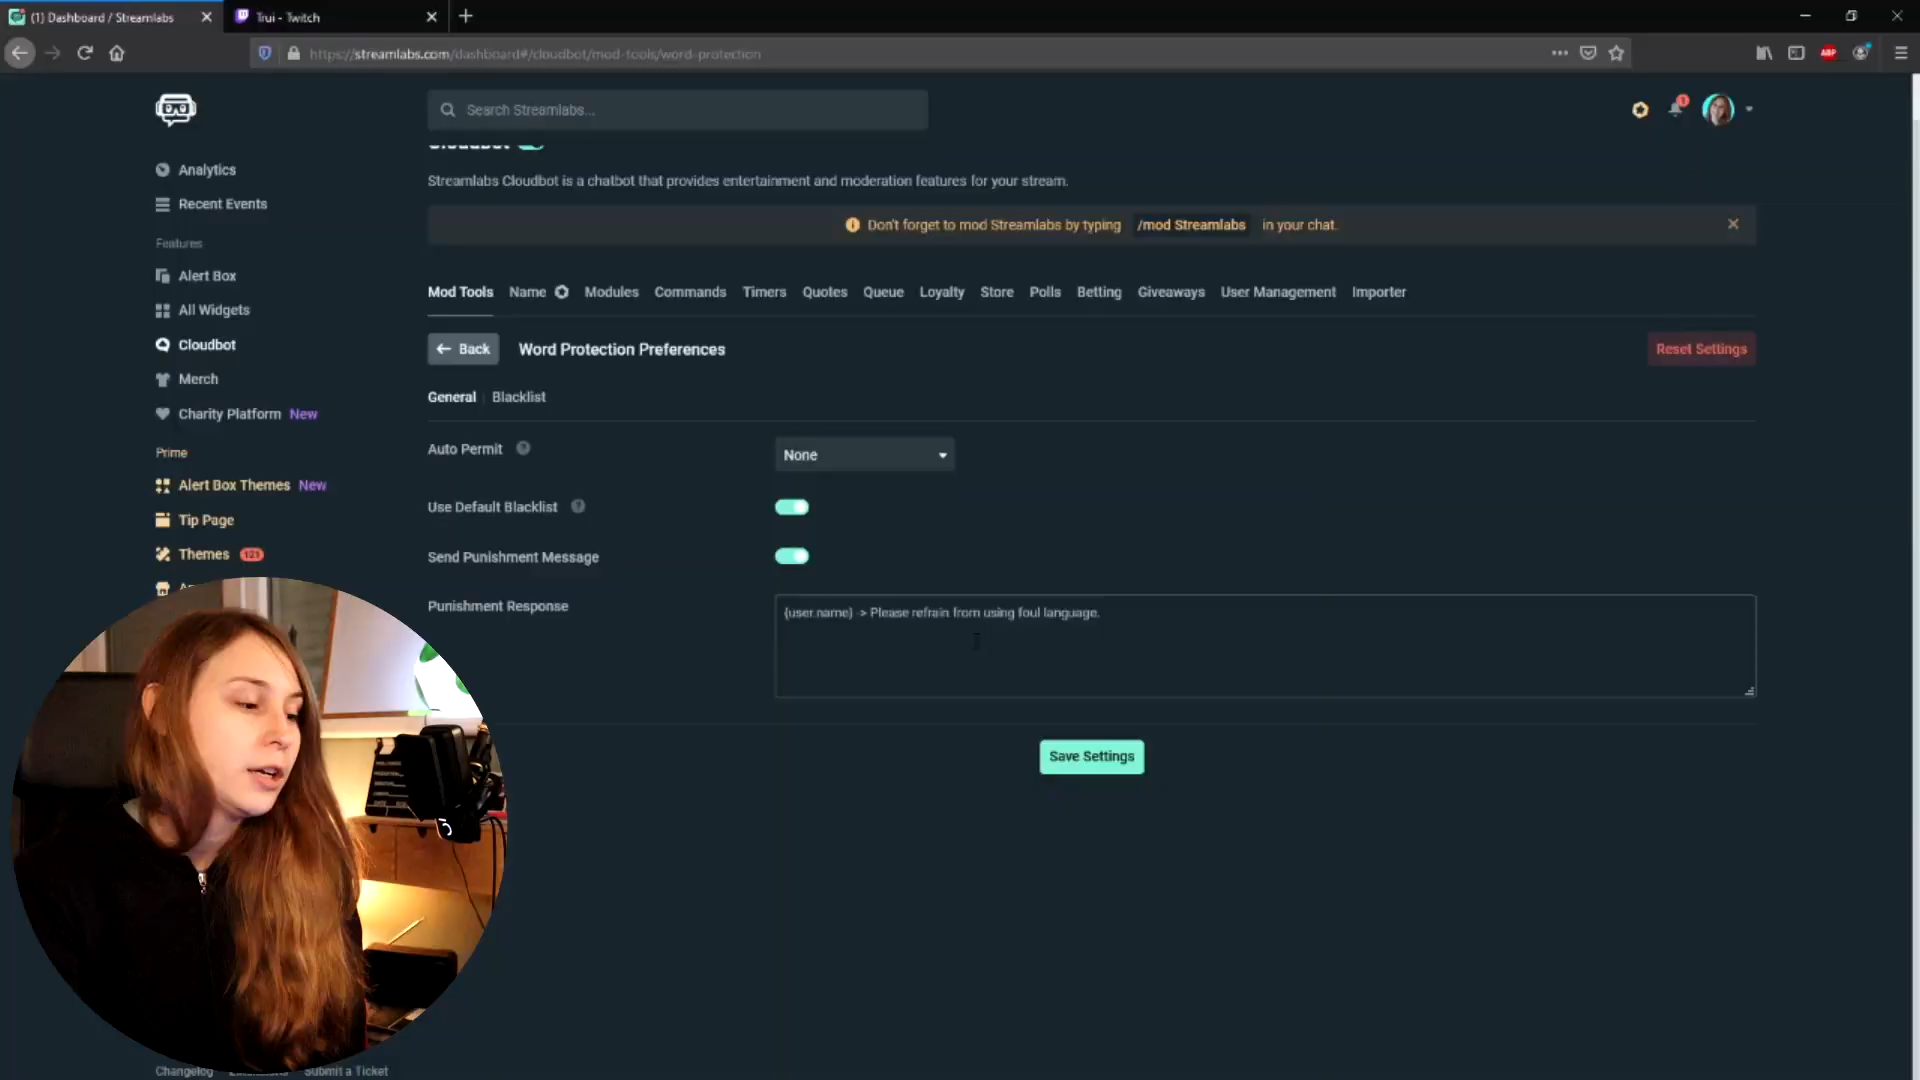 (1) Dashboard / Streamlabs
Trui - Twitch
https://streamlabs.com/dashboard#/cloudbot/mod-tools/word-protection
ABP
Search Streamlabs...
1
Cloudbot
Streamlabs Cloudbot is a chatbot that provides entertainment and moderation features for your stream.
Don't forget to mod Streamlabs by typing /mod Streamlabs in your chat.
Analytics
Recent Events
Features
Alert Box
All Widgets
Cloudbot
Merch
Charity Platform New
Prime
Alert Box Themes New
Tip Page
Themes 121
Mod Tools Name Modules Commands Timers Quotes Queue Loyalty Store Polls Betting Giveaways User Management Importer
Back
Word Protection Preferences
Reset Settings
General Blacklist
Auto Permit
None
Use Default Blacklist
Send Punishment Message
Punishment Response
{user.name} -> Please refrain from using foul language.
Save Settings
Changelog
Submit a Ticket